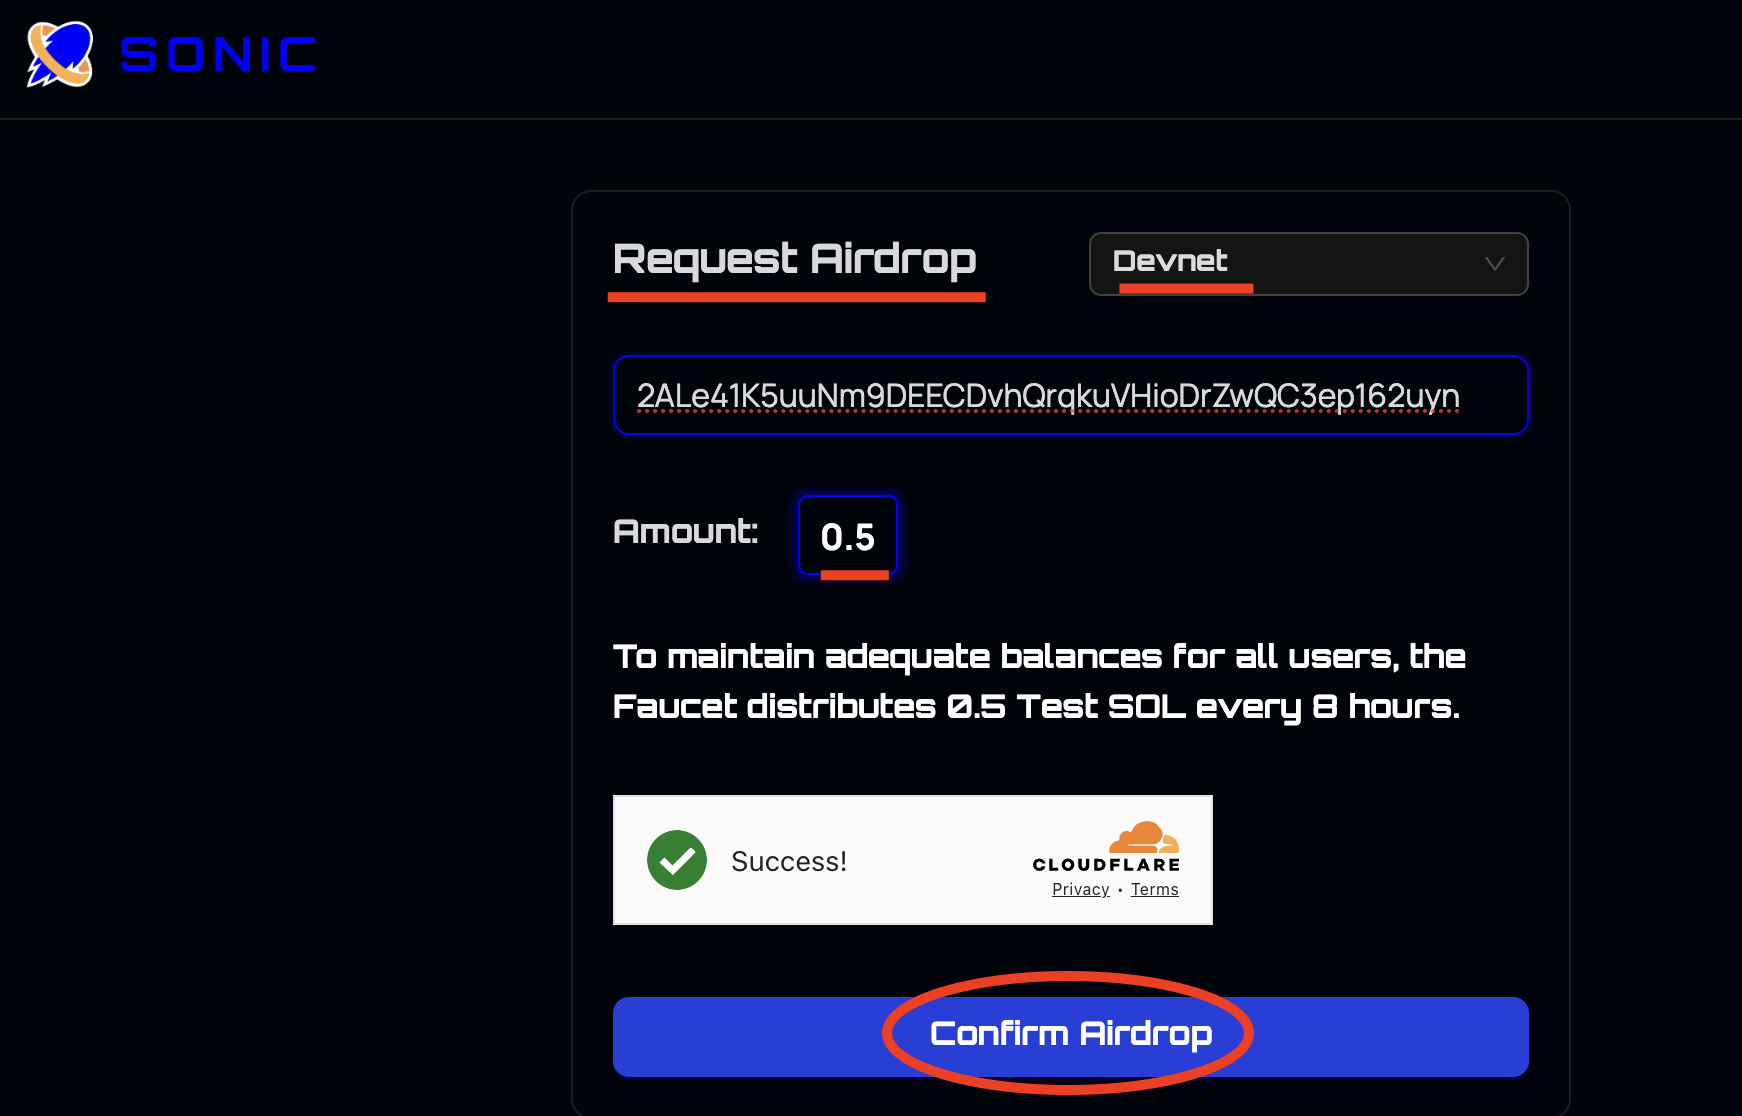 SONIC
Request Airdrop
Devnet
2ALe41K5uuNm9DEECDvhQrqkuVHioDrZwQC3ep162uyn
Amount:
0.5
To maintain adequate balances for all users, the
Faucet distributes 0.5 Test SOL every 8 hours.
Success!
CLOUDFLARE
Privacy • Terms
Confirm Airdrop